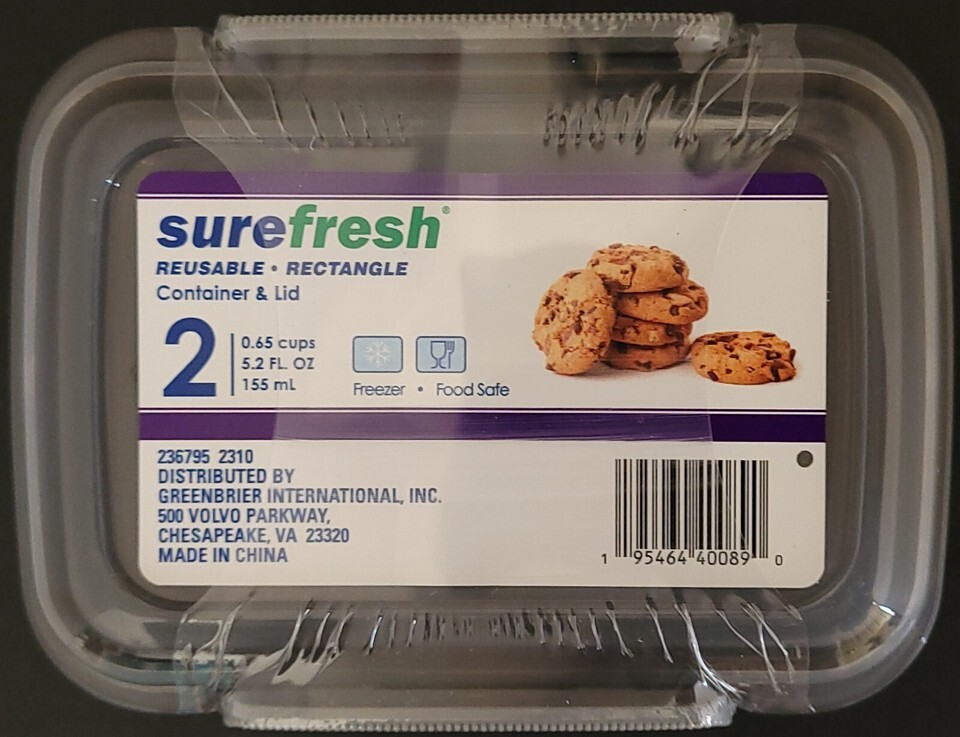 surefresh®
REUSABLE • RECTANGLE
Container & Lid
2
0.65 cups
5.2 FL. OZ
155 mL
Freezer • Food Safe
236795 2310
DISTRIBUTED BY
GREENBRIER INTERNATIONAL, INC.
500 VOLVO PARKWAY,
CHESAPEAKE, VA 23320
MADE IN CHINA
1 95464 40089 0